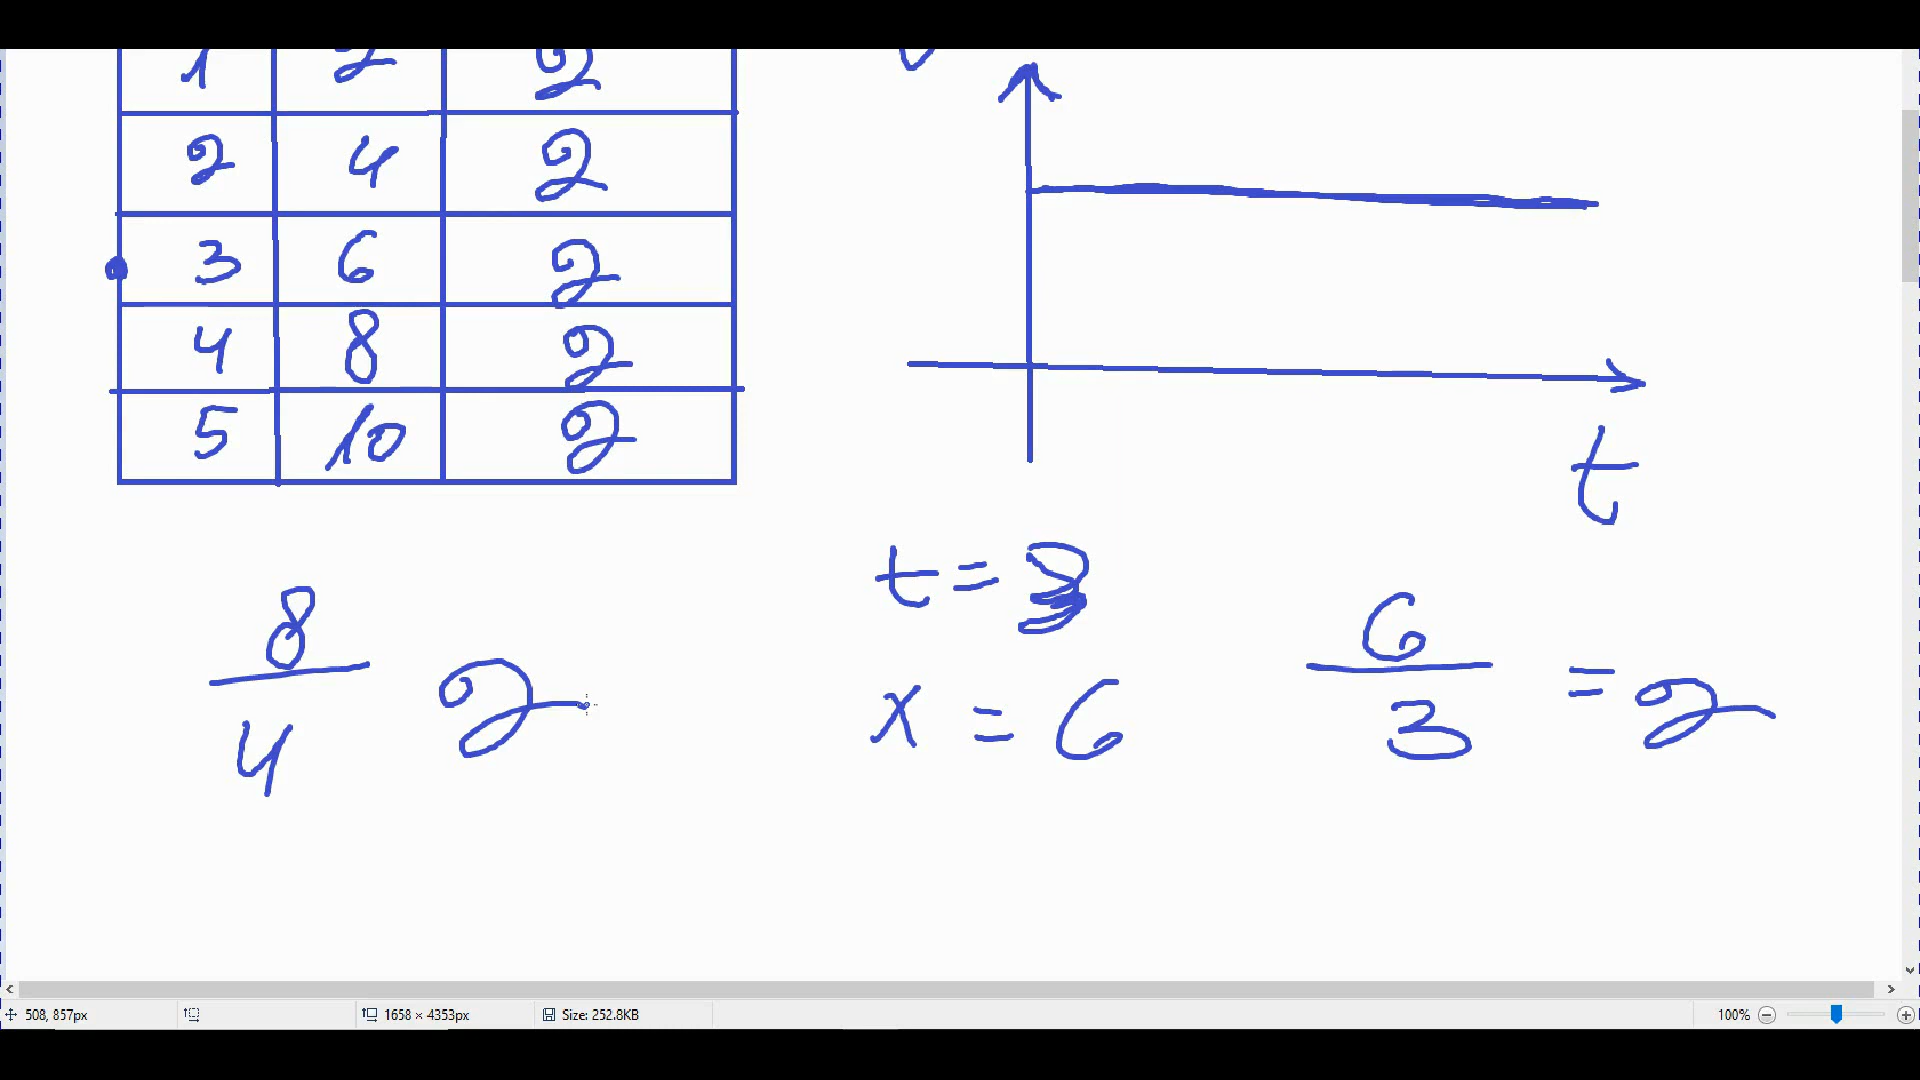 1 2 2
2 4 2
3 6 2
4 8 2
5 10 2
t
t = 3
x = 6
6
3
= 2
8
4
2
508, 857px
1658 × 4353px
Size: 252.8KB
100%